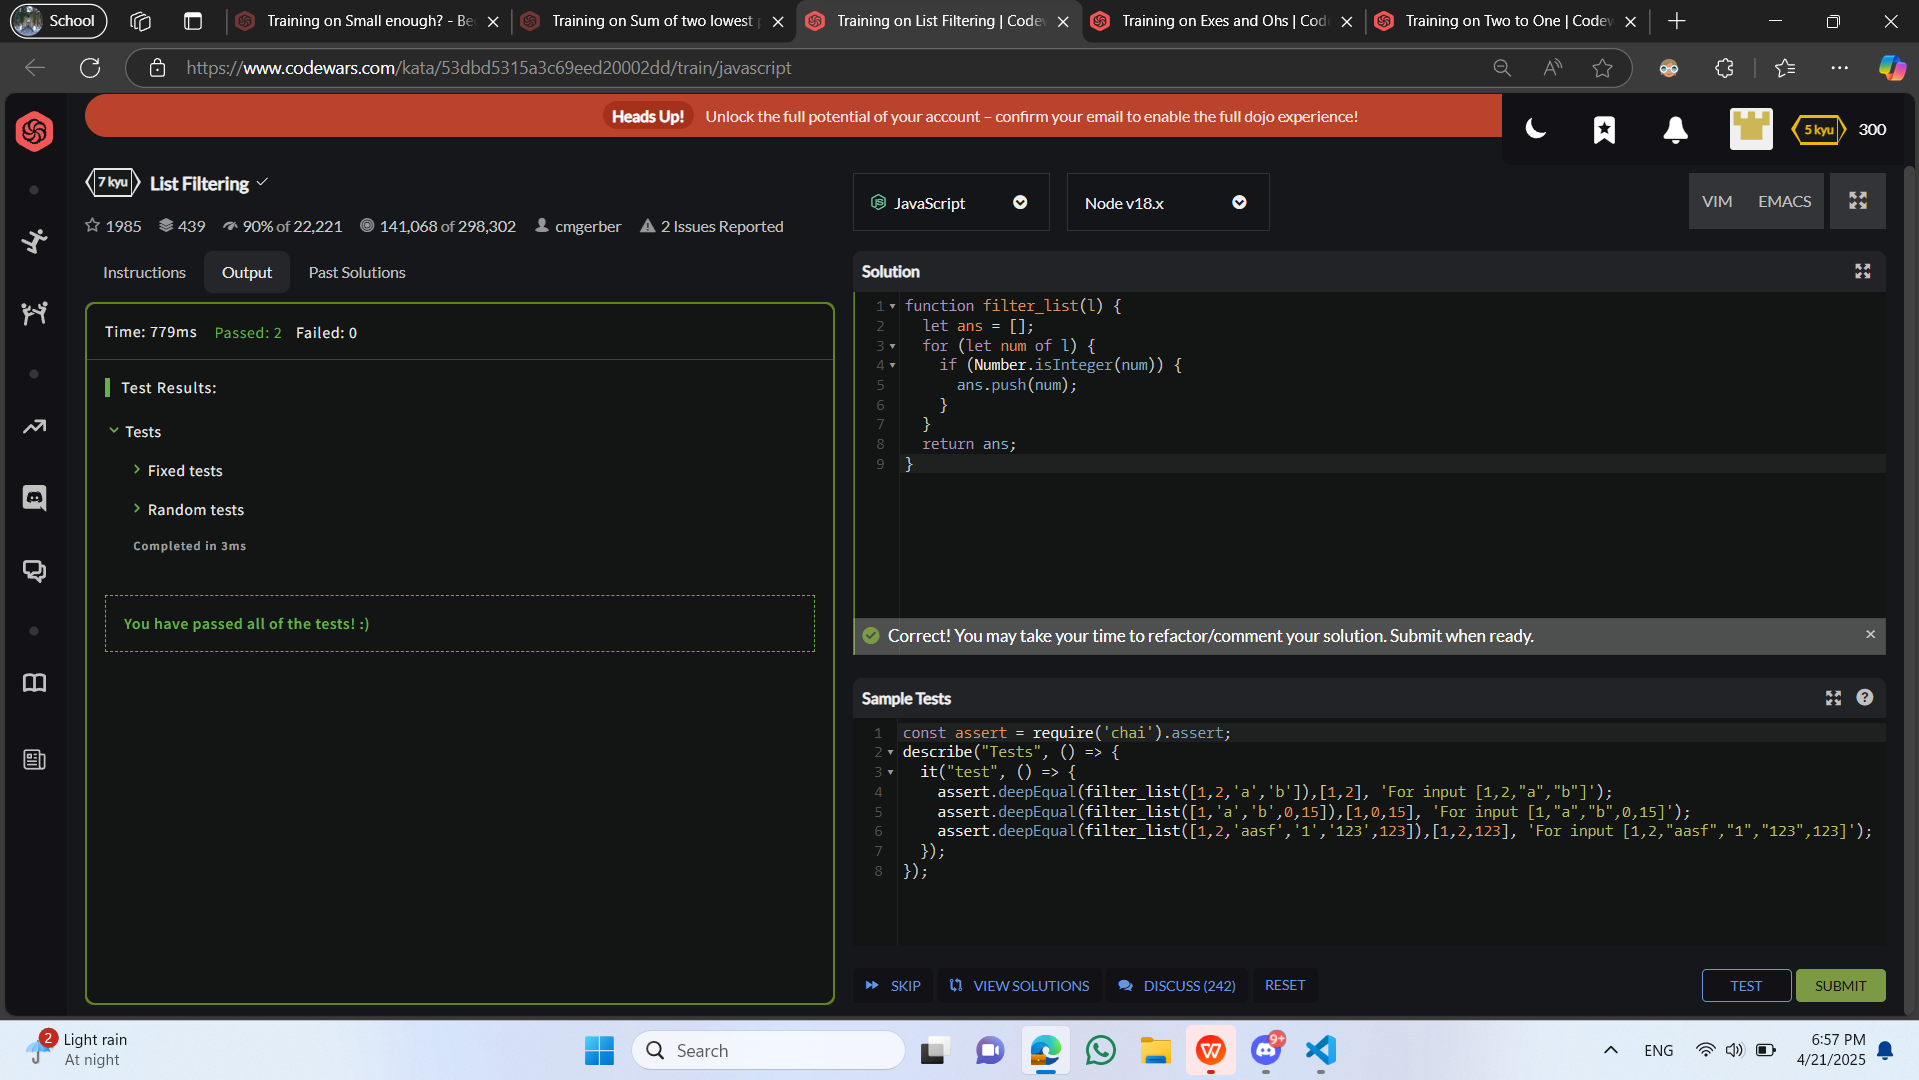 School
Training on Small enough? - Be
Training on Sum of two lowest
Training on List Filtering | Codew
Training on Exes and Ohs | Cod
Training on Two to One | Codew
https://www.codewars.com/kata/53dbd5315a3c69eed20002dd/train/javascript
Heads Up! Unlock the full potential of your account – confirm your email to enable the full dojo experience!
5 kyu 300
7 kyu List Filtering
1985 439 90% of 22,221 141,068 of 298,302 cmgerber 2 Issues Reported
JavaScript
Node v18.x
VIM EMACS
Instructions
Output
Past Solutions
Time: 779ms Passed: 2 Failed: 0
Test Results:
Tests
Fixed tests
Random tests
Completed in 3ms
You have passed all of the tests! :)
Solution
1 function filter_list(l) {
2 let ans = [];
3 for (let num of l) {
4 if (Number.isInteger(num)) {
5 ans.push(num);
6 }
7 }
8 return ans;
9 }
Correct! You may take your time to refactor/comment your solution. Submit when ready.
Sample Tests
1 const assert = require('chai').assert;
2 describe("Tests", () => {
3 it("test", () => {
4 assert.deepEqual(filter_list([1,2,'a','b']),[1,2], 'For input [1,2,"a","b"]');
5 assert.deepEqual(filter_list([1,'a','b',0,15]),[1,0,15], 'For input [1,"a","b",0,15]');
6 assert.deepEqual(filter_list([1,2,'aasf','1','123',123]),[1,2,123], 'For input [1,2,"aasf","1","123",123]');
7 });
8 });
SKIP
VIEW SOLUTIONS
DISCUSS (242)
RESET
TEST
SUBMIT
2
Light rain
At night
Search
9+
ENG
6:57 PM
4/21/2025